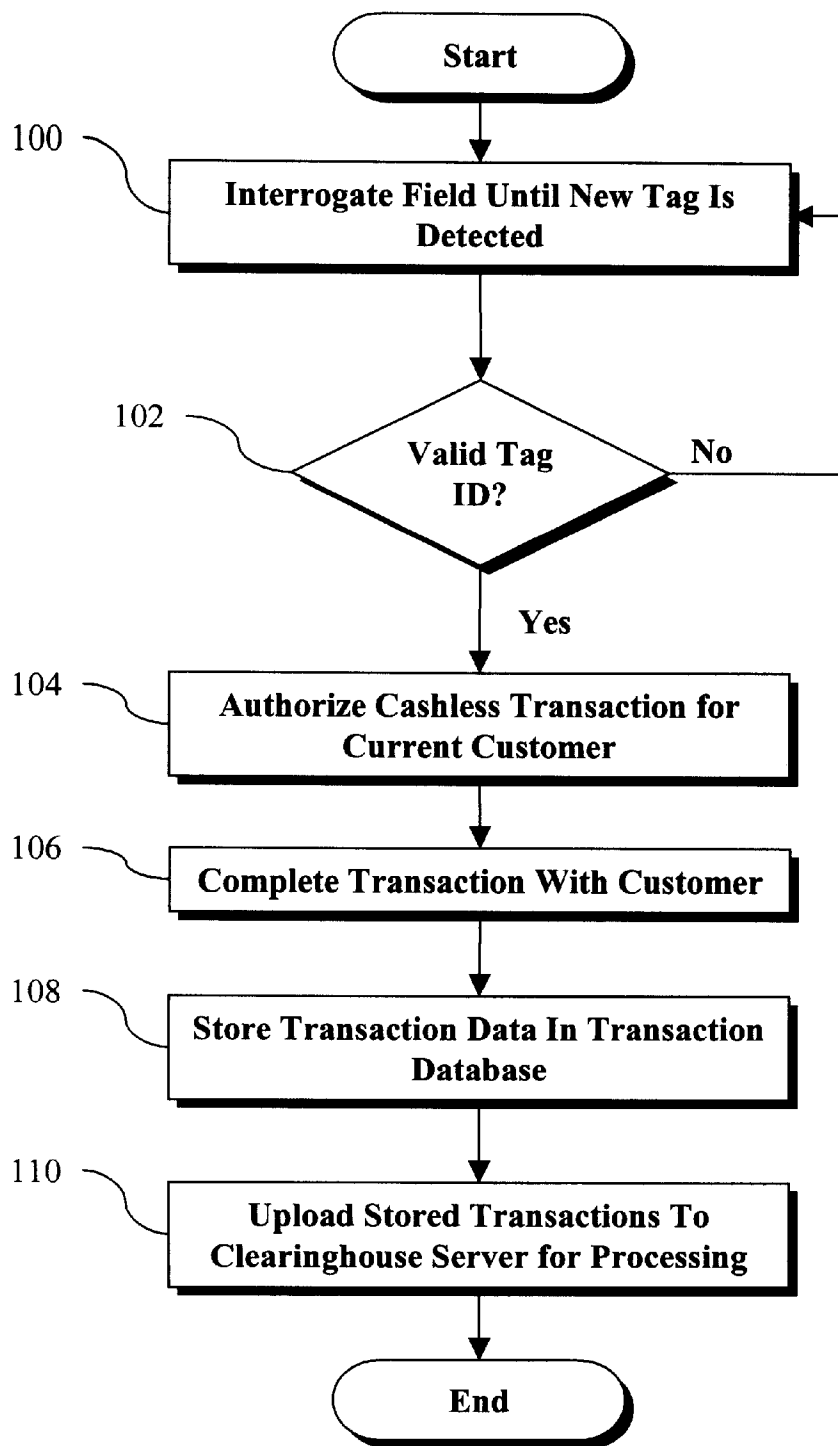 Start
100
Interrogate Field Until New Tag Is
Detected
102
Valid Tag
ID?
No
Yes
104
Authorize Cashless Transaction for
Current Customer
106
Complete Transaction With Customer
108
Store Transaction Data In Transaction
Database
110
Upload Stored Transactions To
Clearinghouse Server for Processing
End